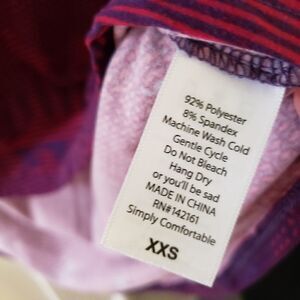 92% Polyester
8% Spandex
Machine Wash Cold
Gentle Cycle
Do Not Bleach
Hang Dry
or you'll be sad
MADE IN CHINA
RN#142161
Simply Comfortable
XXS